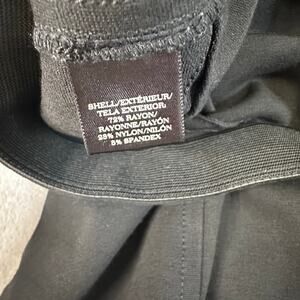 SHELL/EXTÉRIEUR/
TELA EXTERIOR:
72% RAYON/
RAYONNE/RAYÓN
23% NYLON/NILÓN
5% SPANDEX